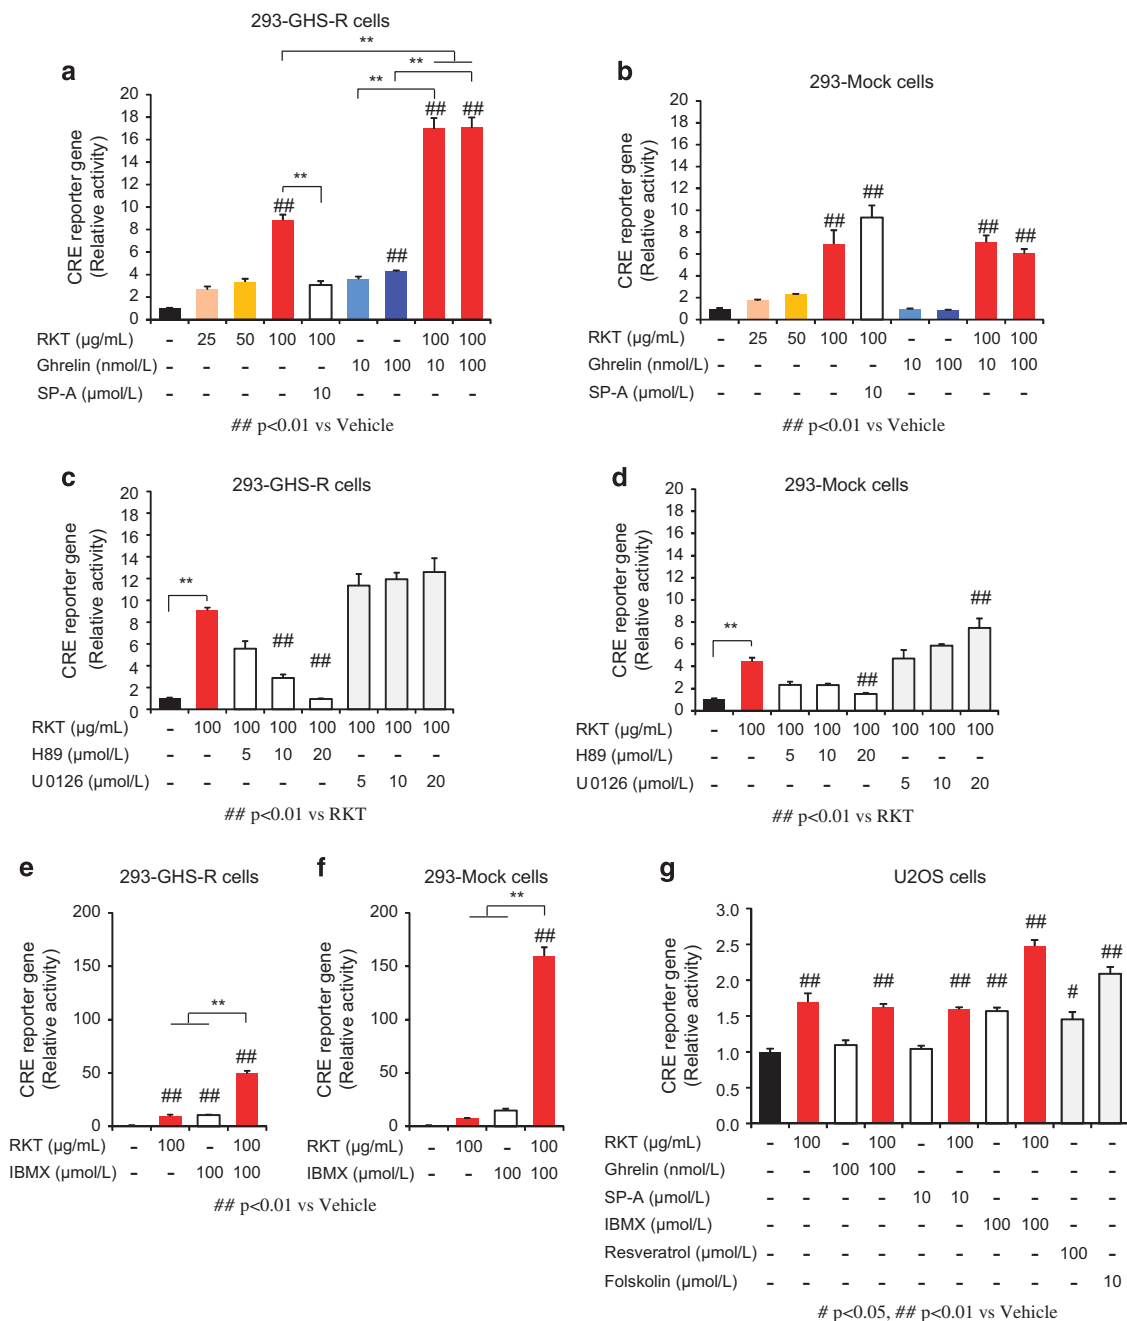 293-GHS-R cells
**
a
**
**
CRE reporter gene
(Relative activity)
20
18
16
14
12
10
8
6
4
2
0
##
**
##
##
##
RKT (µg/mL) - 25 50 100 100 - - 100 100
Ghrelin (nmol/L) - - - - - 10 100 10 100
SP-A (µmol/L) - - - - 10 - - - -
## p<0.01 vs Vehicle
b
293-Mock cells
CRE reporter gene
(Relative activity)
20
18
16
14
12
10
8
6
4
2
0
##
##
##
##
RKT (µg/mL) - 25 50 100 100 - - 100 100
Ghrelin (nmol/L) - - - - - 10 100 10 100
SP-A (µmol/L) - - - - 10 - - - -
## p<0.01 vs Vehicle
c
293-GHS-R cells
CRE reporter gene
(Relative activity)
20
18
16
14
12
10
8
6
4
2
0
**
##
##
RKT (µg/mL) - 100 100 100 100 100 100 100
H89 (µmol/L) - - 5 10 20 - - -
U0126 (µmol/L) - - - - - 5 10 20
## p<0.01 vs RKT
d
293-Mock cells
CRE reporter gene
(Relative activity)
20
18
16
14
12
10
8
6
4
2
0
**
##
##
RKT (µg/mL) - 100 100 100 100 100 100 100
H89 (µmol/L) - - 5 10 20 - - -
U0126 (µmol/L) - - - - - 5 10 20
## p<0.01 vs RKT
e
293-GHS-R cells
CRE reporter gene
(Relative activity)
200
150
100
50
0
##
##
**
##
RKT (µg/mL) - 100 - 100
IBMX (µmol/L) - - 100 100
## p<0.01 vs Vehicle
f
293-Mock cells
**
CRE reporter gene
(Relative activity)
200
150
100
50
0
##
RKT (µg/mL) - 100 - 100
IBMX (µmol/L) - - 100 100
g
U2OS cells
CRE reporter gene
(Relative activity)
3.0
2.5
2.0
1.5
1.0
0.5
0.0
##
##
##
##
##
#
##
RKT (µg/mL) - 100 - 100 - 100 - 100 - -
Ghrelin (nmol/L) - - 100 100 - - - - - -
SP-A (µmol/L) - - - - 10 10 - - - -
IBMX (µmol/L) - - - - - - 100 100 - -
Resveratrol (µmol/L) - - - - - - - - 100 -
Folskolin (µmol/L) - - - - - - - - - 10
# p<0.05, ## p<0.01 vs Vehicle